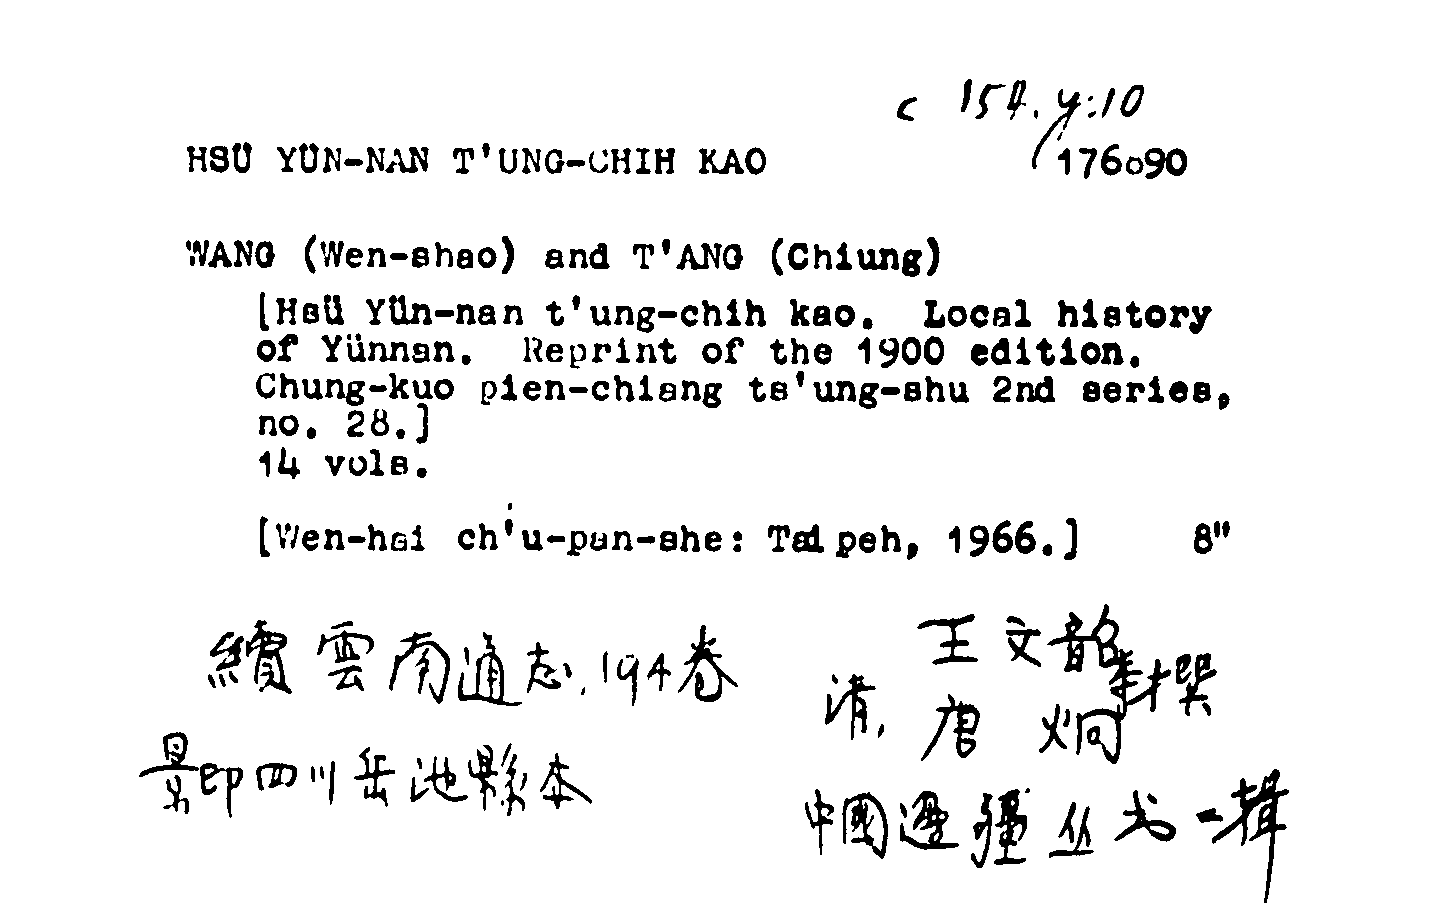 c 154. y:10
HSÜ YÜN-NAN T'UNG-CHIH KAO 176090
WANG (Wen-shao) and T'ANG (Chiung)
[Hsü Yün-nan t'ung-chih kao. Local history
of Yünnan. Reprint of the 1900 edition.
Chung-kuo pien-chiang ts'ung-shu 2nd series,
no. 28.]
14 vols.
[Wen-hai ch'u-pan-she: Taipeh, 1966.] 8"
續雲南通志.194卷
清, 王文韶 唐炯 等撰
景印四川岳池縣本
中國邊疆丛书二輯